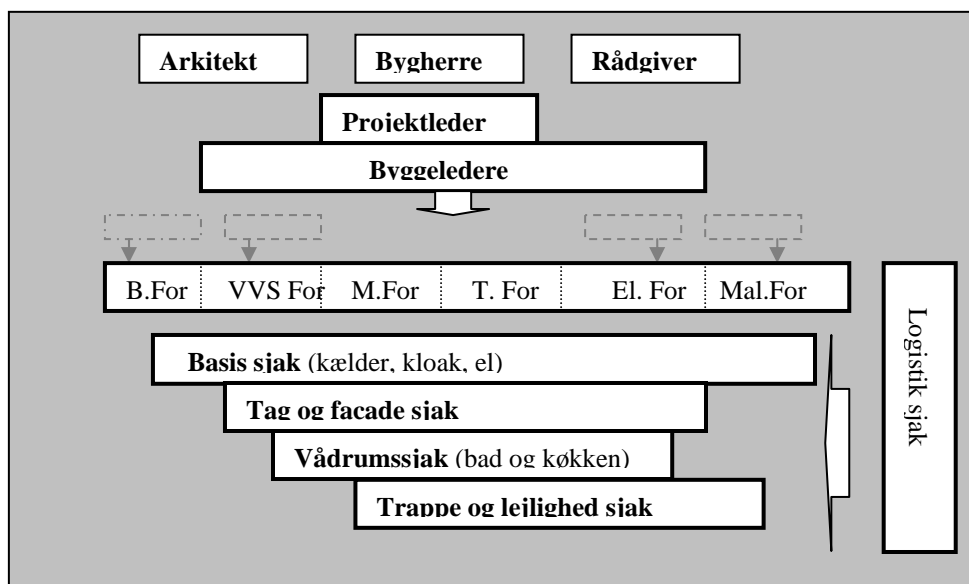 Arkitekt Bygherre Rådgiver
Projektleder
Byggeledere
B.For VVS For M.For T. For El. For Mal.For
Basis sjak (kælder, kloak, el)
Tag og facade sjak
Vådrumssjak (bad og køkken)
Trappe og lejlighed sjak
Logistik sjak